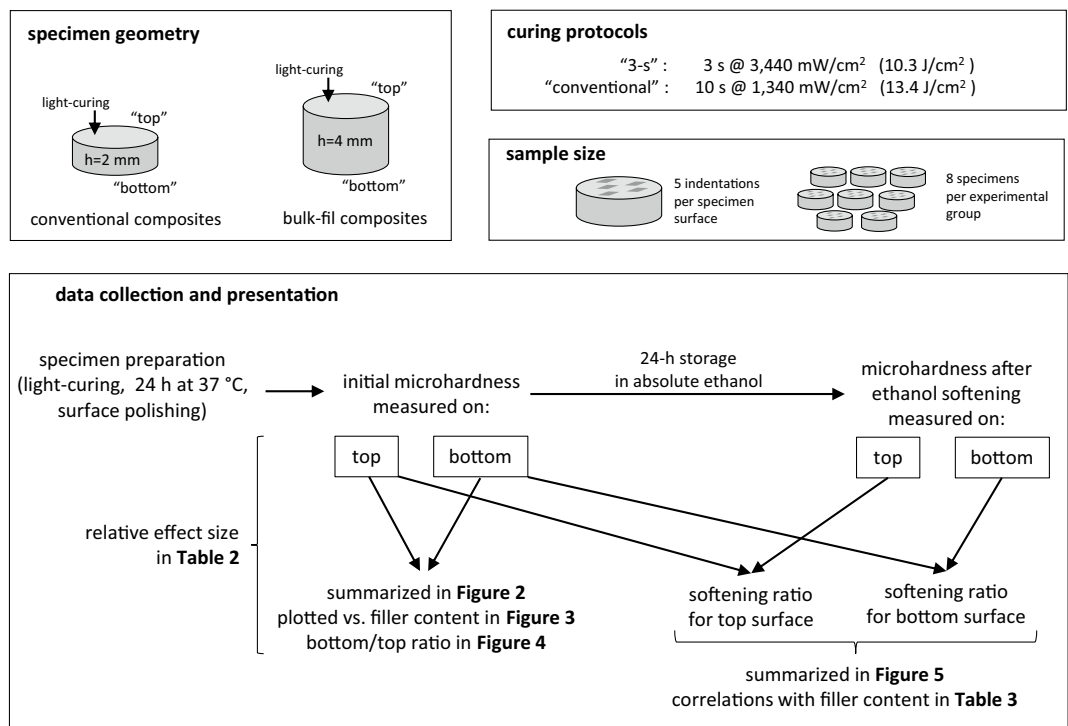 specimen geometry
light-curing
"top"
h=2 mm
"bottom"
conventional composites
light-curing
"top"
h=4 mm
"bottom"
bulk-fil composites
curing protocols
"3-s" : 3 s @ 3,440 mW/cm² (10.3 J/cm² )
"conventional" : 10 s @ 1,340 mW/cm² (13.4 J/cm² )
sample size
5 indentations
per specimen
surface
8 specimens
per experimental
group
data collection and presentation
specimen preparation
(light-curing, 24 h at 37 °C,
surface polishing)
initial microhardness
measured on:
24-h storage
in absolute ethanol
microhardness after
ethanol softening
measured on:
top
bottom
top
bottom
relative effect size
in Table 2
summarized in Figure 2
plotted vs. filler content in Figure 3
bottom/top ratio in Figure 4
softening ratio
for top surface
softening ratio
for bottom surface
summarized in Figure 5
correlations with filler content in Table 3